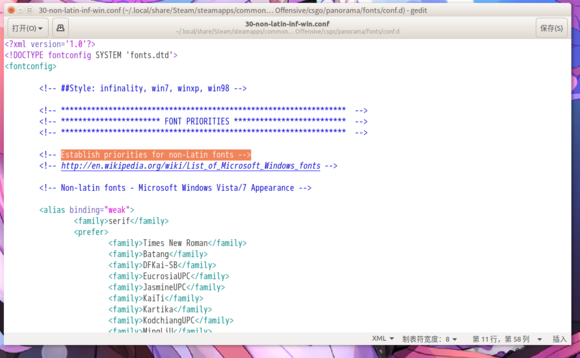 30-non-latin-inf-win.conf (~/.local/share/Steam/steamapps/common... Offensive/csgo/panorama/fonts/conf.d) - gedit
打开(O)
30-non-latin-inf-win.conf
~/.local/share/Steam/steamapps/common... Offensive/csgo/panorama/fonts/conf.d
保存(S)
<?xml version='1.0'?>
<!DOCTYPE fontconfig SYSTEM 'fonts.dtd'>
<fontconfig>
<!-- ##Style: infinality, win7, winxp, win98 -->
<!-- ****************************************************************** -->
<!-- *********************** FONT PRIORITIES ************************** -->
<!-- ****************************************************************** -->
<!-- Establish priorities for non-Latin fonts -->
<!-- http://en.wikipedia.org/wiki/List_of_Microsoft_Windows_fonts -->
<!-- Non-latin fonts - Microsoft Windows Vista/7 Appearance -->
<alias binding="weak">
<family>serif</family>
<prefer>
<family>Times New Roman</family>
<family>Batang</family>
<family>DFKai-SB</family>
<family>EucrosiaUPC</family>
<family>JasmineUPC</family>
<family>KaiTi</family>
<family>Kartika</family>
<family>KodchiangUPC</family>
<family>MingLiU</family>
XML 制表符宽度：8 第 11 行，第 58 列 插入